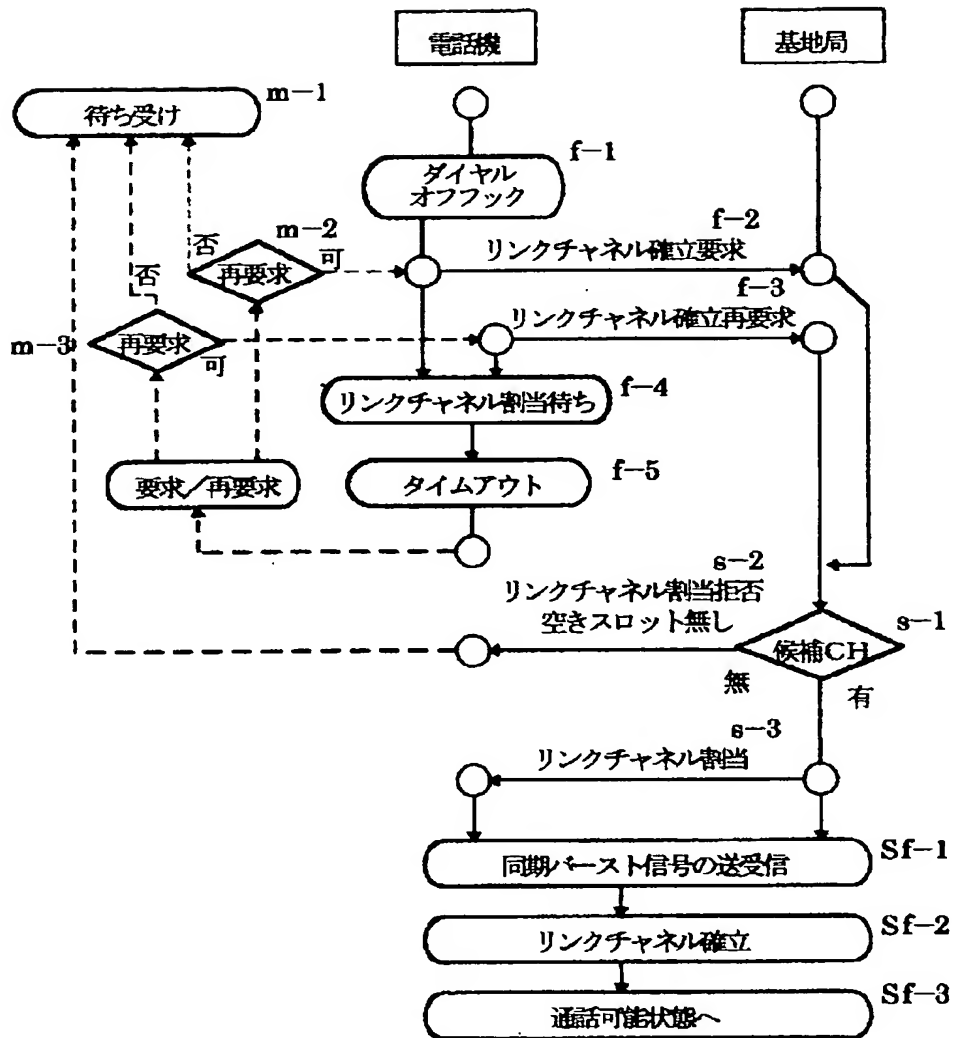 電話機
基地局
m-1
待ち受け
f-1
ダイヤル
オフフック
f-2
m-2
否
再要求
可
リンクチャネル確立要求
否
f-3
リンクチャネル確立再要求
m-3
再要求
可
f-4
リンクチャネル割当待ち
f-5
要求/再要求
タイムアウト
s-2
リンクチャネル割当拒否
空きスロット無し
s-1
候補CH
無
有
s-3
リンクチャネル割当
Sf-1
同期バースト信号の送受信
Sf-2
リンクチャネル確立
Sf-3
通話可能状態へ